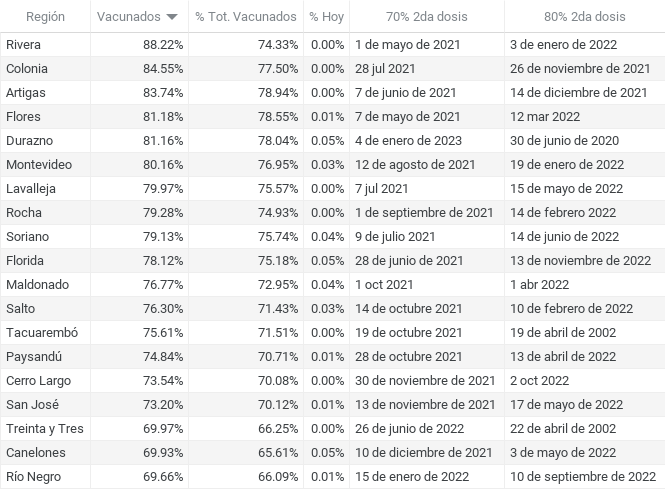 Región Vacunados % Tot. Vacunados % Hoy 70% 2da dosis 80% 2da dosis
Rivera 88.22% 74.33% 0.00% 1 de mayo de 2021 3 de enero de 2022
Colonia 84.55% 77.50% 0.00% 28 jul 2021 26 de noviembre de 2021
Artigas 83.74% 78.94% 0.00% 7 de junio de 2021 14 de diciembre de 2021
Flores 81.18% 78.55% 0.01% 7 de mayo de 2021 12 mar 2022
Durazno 81.16% 78.04% 0.05% 4 de enero de 2023 30 de junio de 2020
Montevideo 80.16% 76.95% 0.03% 12 de agosto de 2021 19 de enero de 2022
Lavalleja 79.97% 75.57% 0.00% 7 jul 2021 15 de mayo de 2022
Rocha 79.28% 74.93% 0.00% 1 de septiembre de 2021 14 de febrero 2022
Soriano 79.13% 75.74% 0.04% 9 de julio 2021 14 de junio de 2022
Florida 78.12% 75.18% 0.05% 28 de junio de 2021 13 de noviembre de 2022
Maldonado 76.77% 72.95% 0.04% 1 oct 2021 1 abr 2022
Salto 76.30% 71.43% 0.03% 14 de octubre 2021 10 de febrero de 2022
Tacuarembó 75.61% 71.51% 0.00% 19 de octubre 2021 19 de abril de 2002
Paysandú 74.84% 70.71% 0.01% 28 de octubre 2021 13 de abril de 2022
Cerro Largo 73.54% 70.08% 0.00% 30 de noviembre de 2021 2 oct 2022
San José 73.20% 70.12% 0.01% 13 de noviembre de 2021 17 de mayo de 2022
Treinta y Tres 69.97% 66.25% 0.00% 26 de junio de 2022 22 de abril de 2002
Canelones 69.93% 65.61% 0.05% 10 de diciembre de 2021 3 de mayo de 2022
Río Negro 69.66% 66.09% 0.01% 15 de enero de 2022 10 de septiembre de 2022